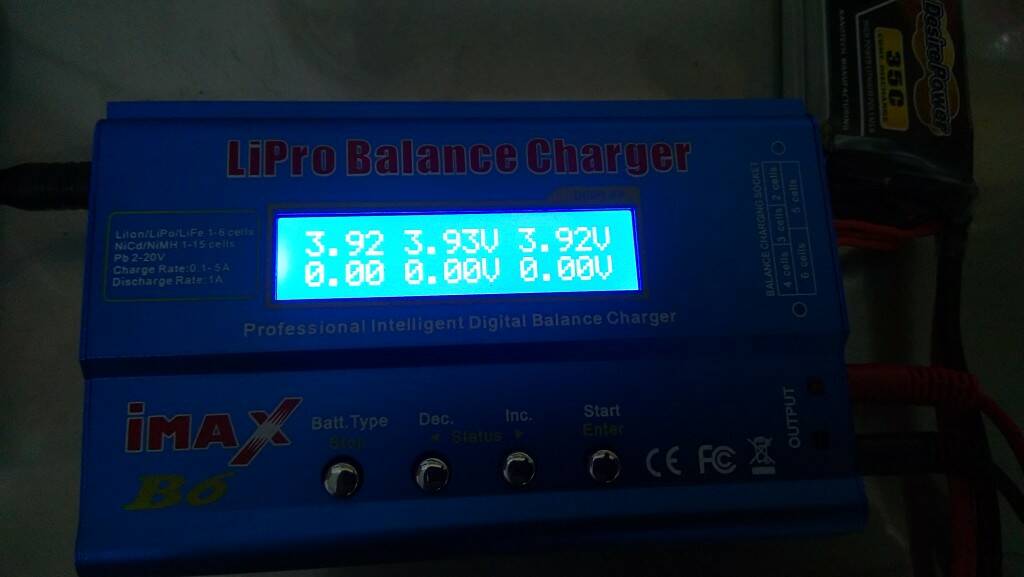 LiPro Balance Charger
DISPLAY
LiIon/LiPo/LiFe 1-6 cells
NiCd/NiMH 1-15 cells
Pb 2-20V
Charge Rate:0.1-5A
Discharge Rate:1A
3.92 3.93V 3.92V
0.00 0.00V 0.00V
Professional Intelligent Digital Balance Charger
BALANCE CHARGING SOCKET
2 cells
3 cells
4 cells
5 cells
6 cells
iMAX
B6
Batt.Type
Stop
Dec.
Inc.
Status
Start
Enter
CE FC
OUTPUT
35C